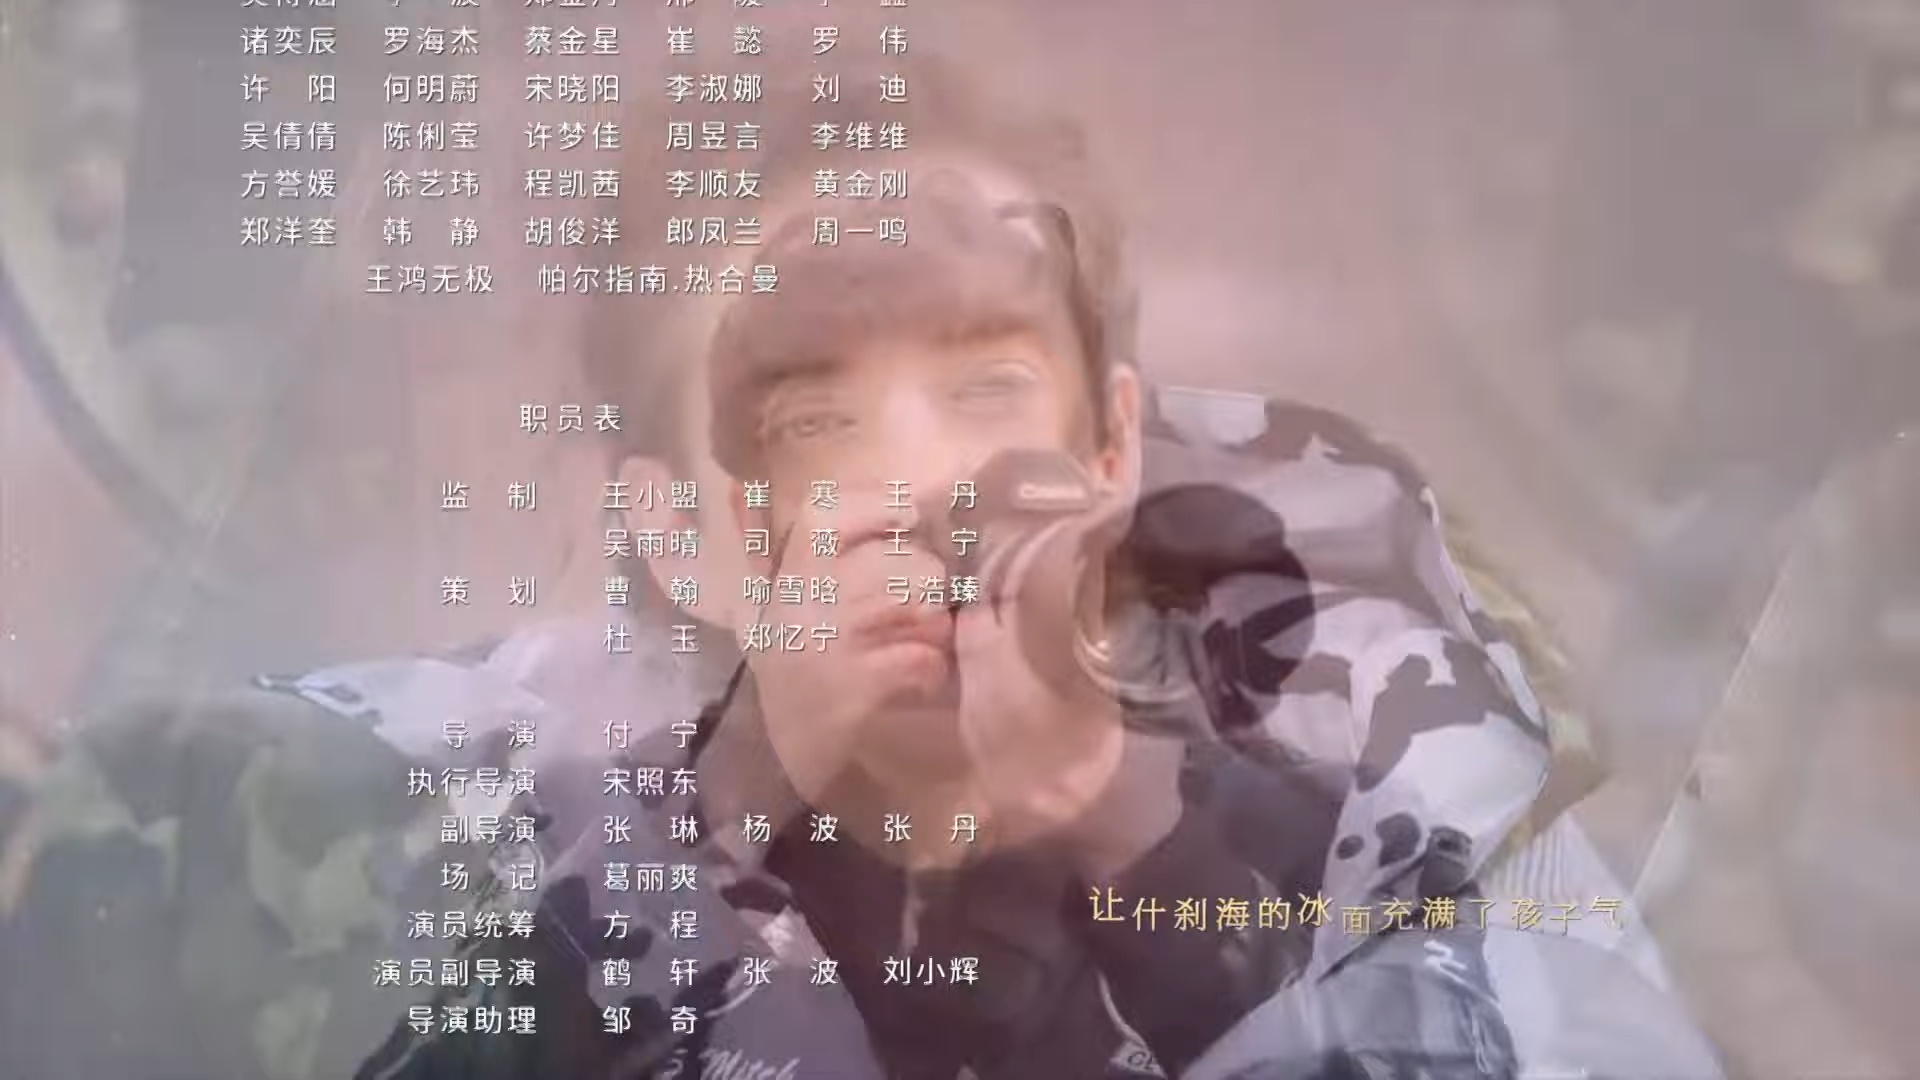 诸奕辰 罗海杰 蔡金星 崔 懿 罗 伟
许 阳 何明蔚 宋晓阳 李淑娜 刘 迪
吴倩倩 陈俐莹 许梦佳 周昱言 李维维
方誉媛 徐艺玮 程凯茜 李顺友 黄金刚
郑洋奎 韩 静 胡俊洋 郎凤兰 周一鸣
王鸿无极 帕尔指南.热合曼
职员表
监 制 王小盟 崔 寒 王 丹
吴雨晴 司 薇 王 宁
策 划 曹 翰 喻雪晗 弓浩臻
杜 玉 郑忆宁
导 演 付 宁
执行导演 宋照东
副导演 张 琳 杨 波 张 丹
场 记 葛丽爽
让什刹海的冰面充满了孩子气
演员统筹 方 程
演员副导演 鹤 轩 张 波 刘小辉
导演助理 邹 奇